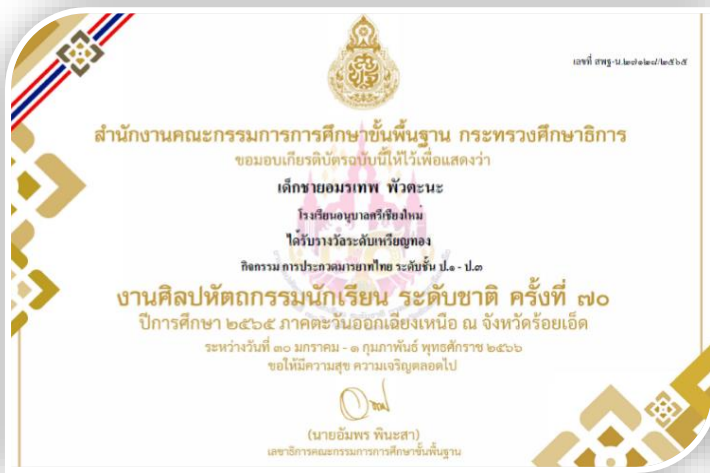 เลขที่ สพฐ-น.๒๗๑๒๘/๒๕๖๕
สำนักงานคณะกรรมการการศึกษาขั้นพื้นฐาน กระทรวงศึกษาธิการ
ขอมอบเกียรติบัตรฉบับนี้ให้ไว้เพื่อแสดงว่า
เด็กชายอมรเทพ พัวตะนะ
โรงเรียนอนุบาลศรีเชียงใหม่
ได้รับรางวัลระดับเหรียญทอง
กิจกรรม การประกวดมารยาทไทย ระดับชั้น ป.๑ - ป.๓
งานศิลปหัตถกรรมนักเรียน ระดับชาติ ครั้งที่ ๗๐
ปีการศึกษา ๒๕๖๕ ภาคตะวันออกเฉียงเหนือ ณ จังหวัดร้อยเอ็ด
ระหว่างวันที่ ๓๐ มกราคม - ๑ กุมภาพันธ์ พุทธศักราช ๒๕๖๖
ขอให้มีความสุข ความเจริญตลอดไป
(นายอัมพร พินะสา)
เลขาธิการคณะกรรมการการศึกษาขั้นพื้นฐาน